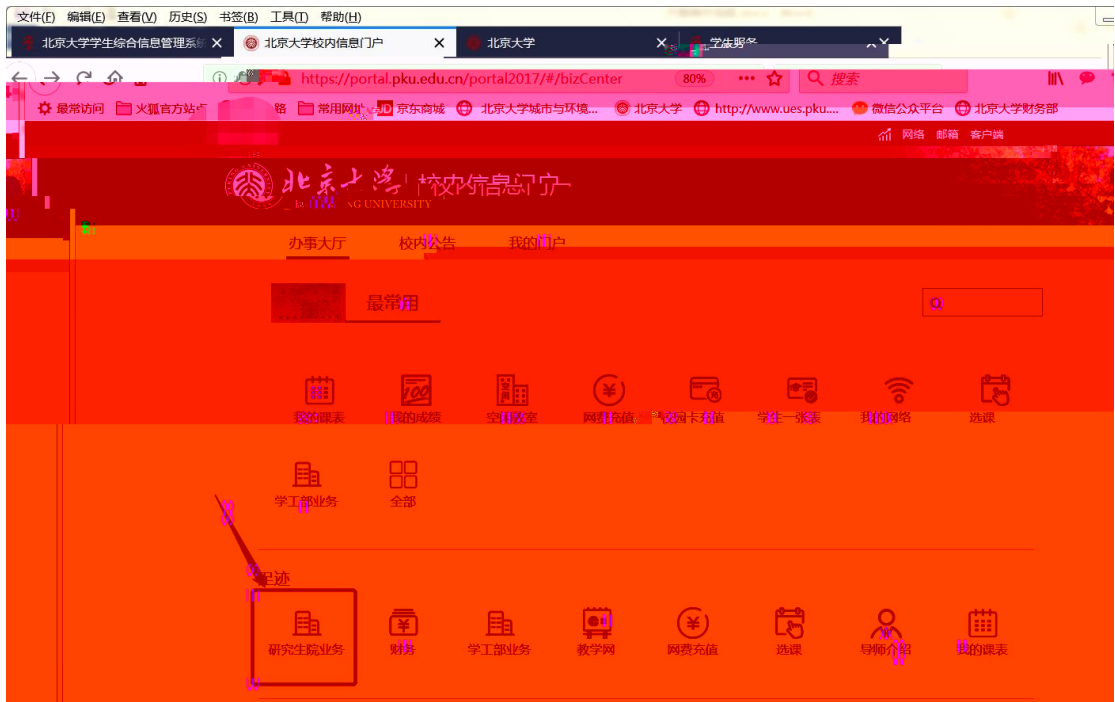 文件(F) 编辑(E) 查看(V) 历史(S) 书签(B) 工具(T) 帮助(H)
北京大学学生综合信息管理系统 × 北京大学校内信息门户 × 北京大学 ×
https://portal.pku.edu.cn/portal2017/#/bizCenter 80% ••• 搜索
最常访问 火狐官方站点 常用网址 JD 京东商城 北京大学城市与环境... 北京大学 http://www.ues.pku.... 微信公众平台 北京大学财务部
网络 邮箱 客户端
北京大学 校内信息门户
UNIVERSITY
办事大厅 校内公告 我的门户
最常用
我的课表 我的成绩 空闲教室 网费充值 校园卡充值 学生一张表 我的网络 选课
学工部业务 全部
足迹
研究生院业务 财务 学工部业务 教学网 网费充值 选课 导师介绍 我的课表